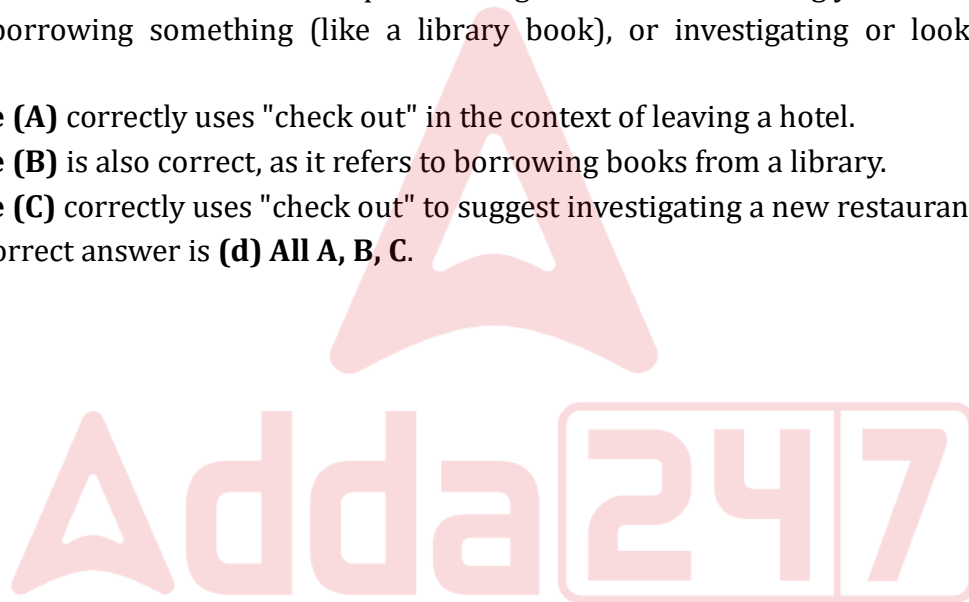 borrowing something (like a library book), or investigating or look
e (A) correctly uses "check out" in the context of leaving a hotel.
e (B) is also correct, as it refers to borrowing books from a library.
e (C) correctly uses "check out" to suggest investigating a new restauran
orrect answer is (d) All A, B, C.
Adda247